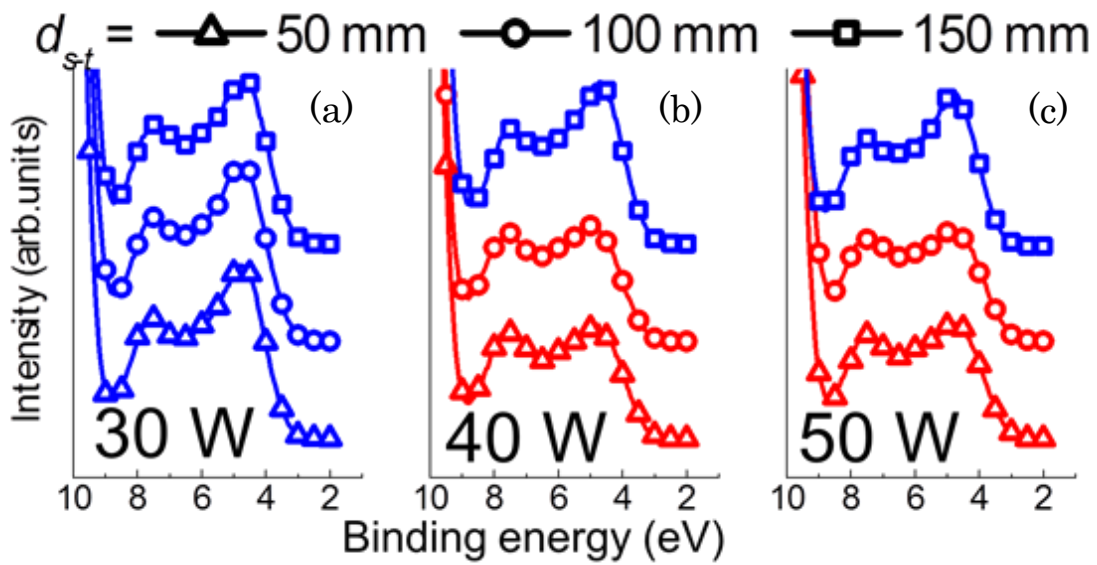 d_s-t = 50 mm 100 mm 150 mm
(a) (b) (c)
Intensity (arb.units)
30 W 40 W 50 W
10 8 6 4 2 10 8 6 4 2 10 8 6 4 2
Binding energy (eV)